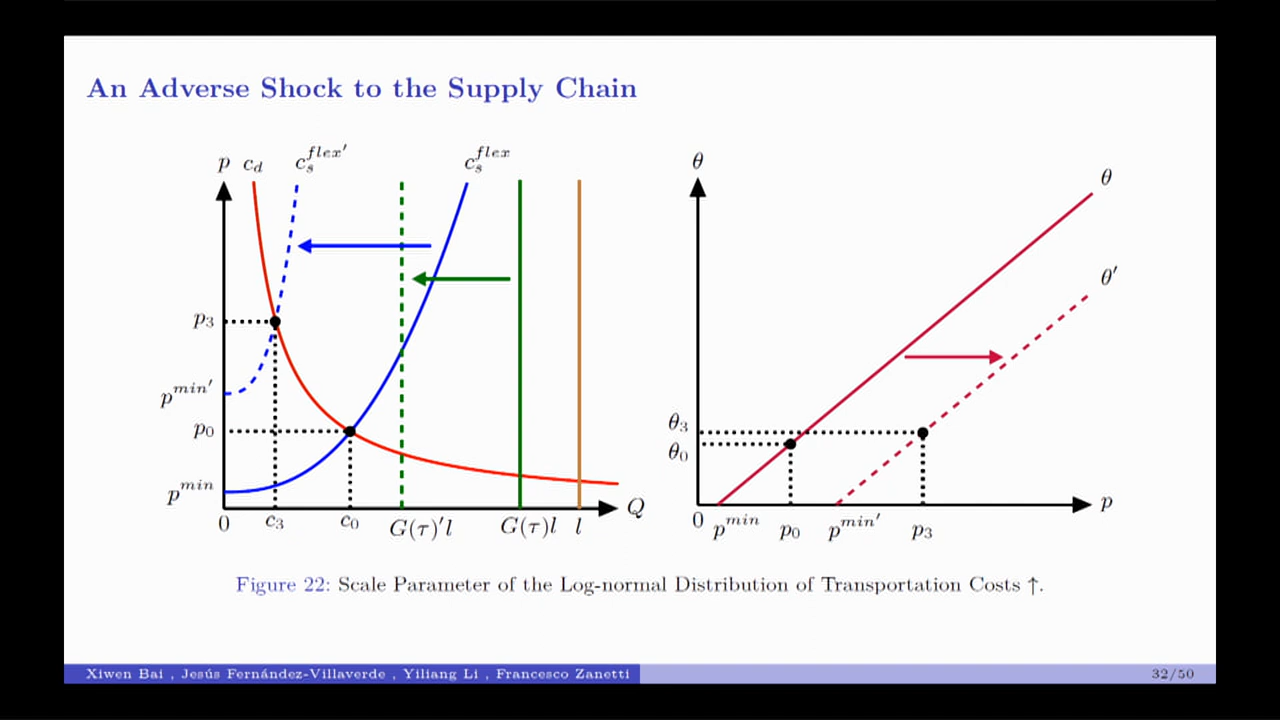 An Adverse Shock to the Supply Chain
p c_d c_s^{flex'} c_s^{flex}
p_3
p^{min'}
p_0
p^{min}
0 c_3 c_0 G(τ)'l G(τ)l l Q
θ
θ
θ'
θ_3
θ_0
0 p^{min} p_0 p^{min'} p_3 p
Figure 22: Scale Parameter of the Log-normal Distribution of Transportation Costs ↑.
Xiwen Bai , Jesús Fernández-Villaverde , Yiliang Li , Francesco Zanetti
32/50